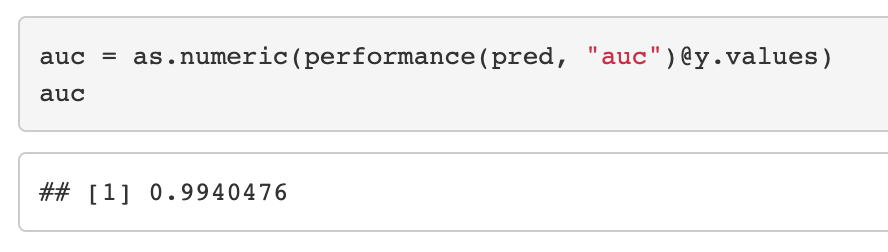 auc = as.numeric(performance(pred, "auc")@y.values)
auc
## [1] 0.9940476